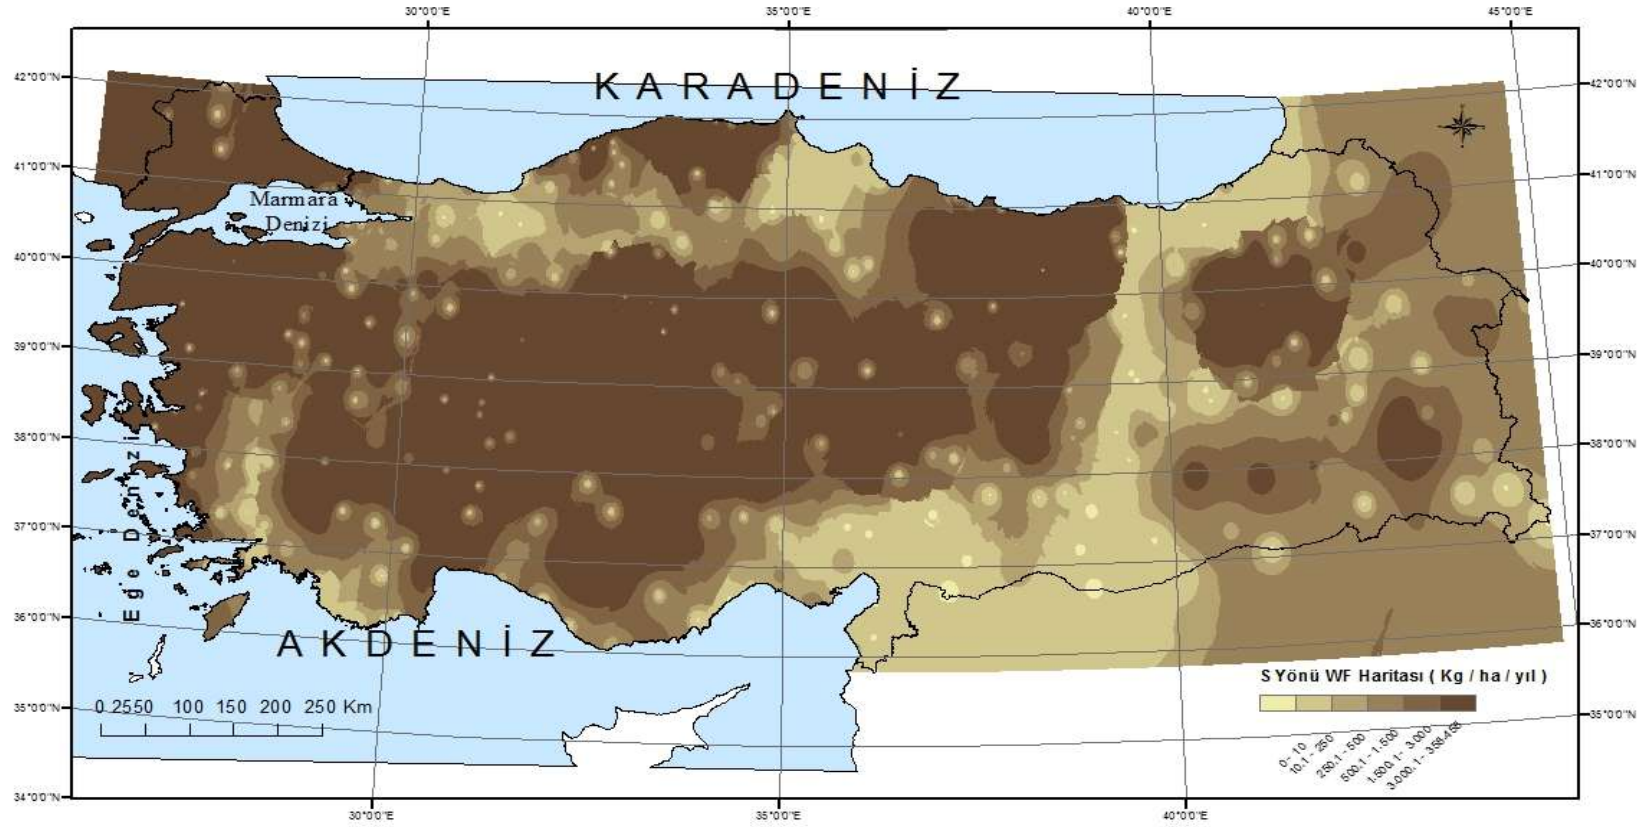 30°0'0"E 35°0'0"E 40°0'0"E 45°0'0"E
42°0'0"N 42°0'0"N
KARADENİZ
41°0'0"N 41°0'0"N
Marmara
Denizi
40°0'0"N 40°0'0"N
39°0'0"N 39°0'0"N
38°0'0"N 38°0'0"N
Ege Denizi
37°0'0"N 37°0'0"N
36°0'0"N 36°0'0"N
AKDENİZ
S Yönü WF Haritası ( Kg / ha / yıl )
0 2550 100 150 200 250 Km
35°0'0"N 35°0'0"N
0 - 10
10,1 - 250
250,1 - 500
500,1 - 1.500
1.500,1 - 3.000
3.000,1 - 358.458
34°0'0"N
30°0'0"E 35°0'0"E 40°0'0"E